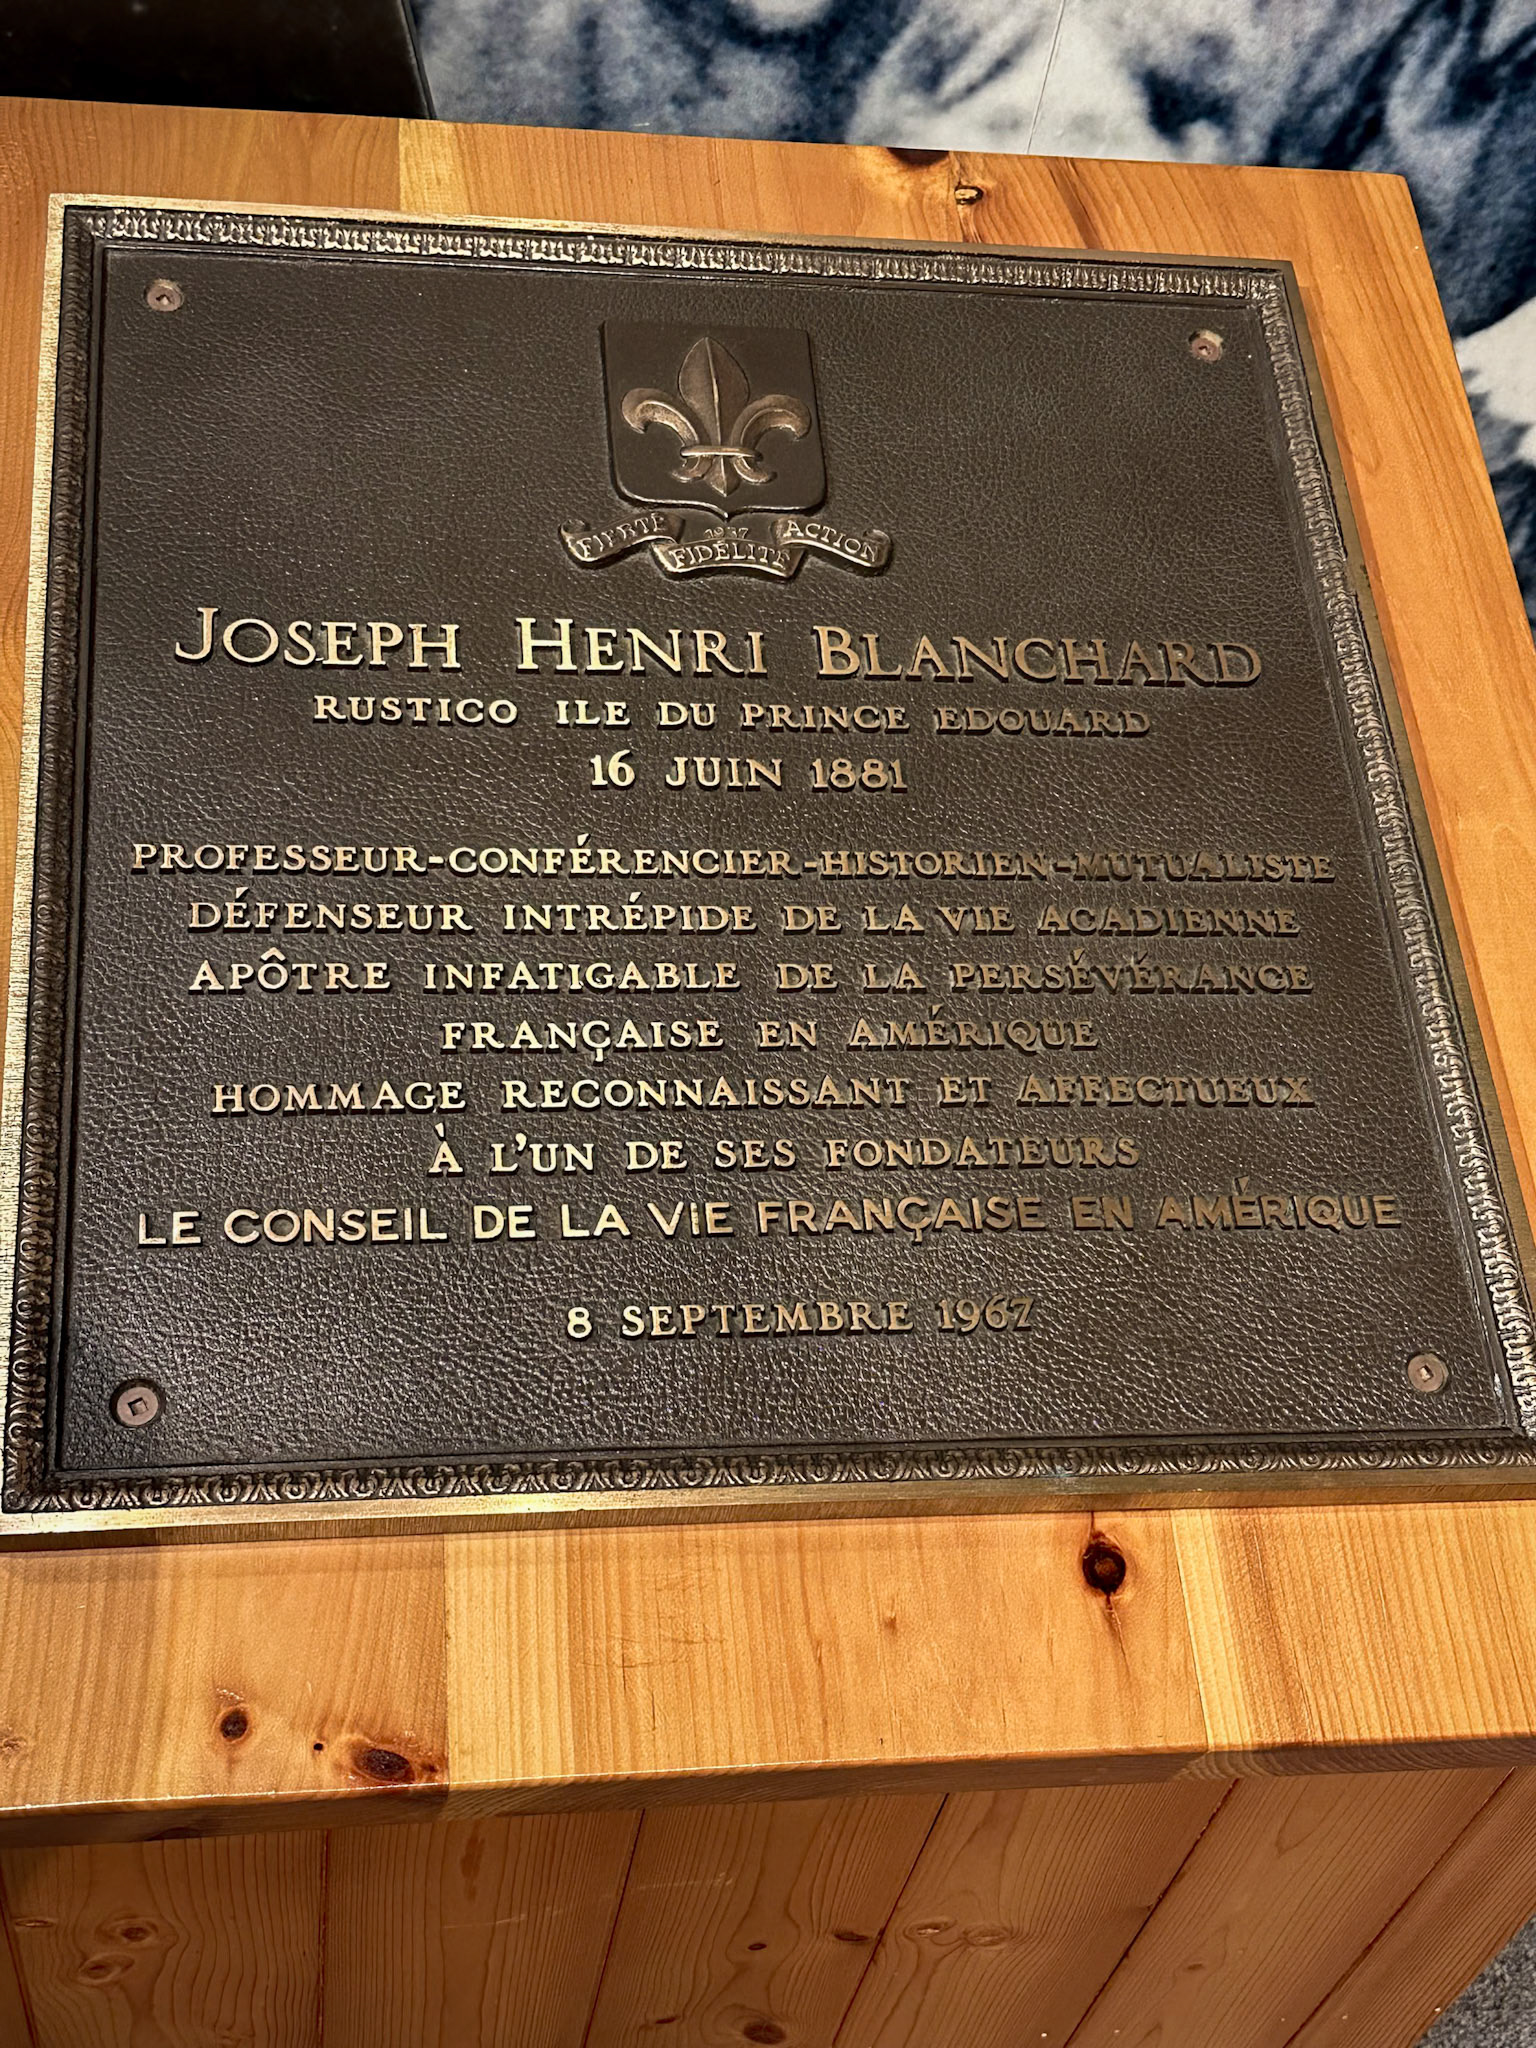 FIERTÉ 1937 ACTION
FIDÉLITÉ
JOSEPH HENRI BLANCHARD
RUSTICO ILE DU PRINCE EDOUARD
16 JUIN 1881
PROFESSEUR-CONFÉRENCIER-HISTORIEN-MUTUALISTE
DÉFENSEUR INTRÉPIDE DE LA VIE ACADIENNE
APÔTRE INFATIGABLE DE LA PERSÉVÉRANCE
FRANÇAISE EN AMÉRIQUE
HOMMAGE RECONNAISSANT ET AFFECTUEUX
À L'UN DE SES FONDATEURS
LE CONSEIL DE LA VIE FRANÇAISE EN AMÉRIQUE
8 SEPTEMBRE 1967